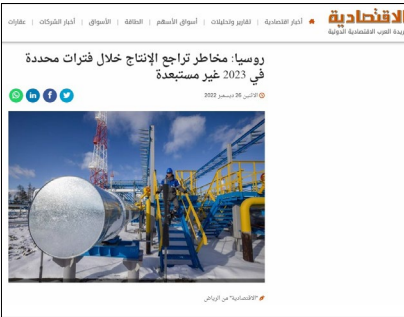 الاقتصادية
جريدة العرب الاقتصادية الدولية
أخبار اقتصادية | تقارير وتحليلات | أسواق الأسهم | الطاقة | الأسواق | أخبار الشركات | عقارات
روسيا: مخاطر تراجع الإنتاج خلال فترات محددة
في 2023 غير مستبعدة
الاثنين 26 ديسمبر 2022
"الاقتصادية" من الرياض